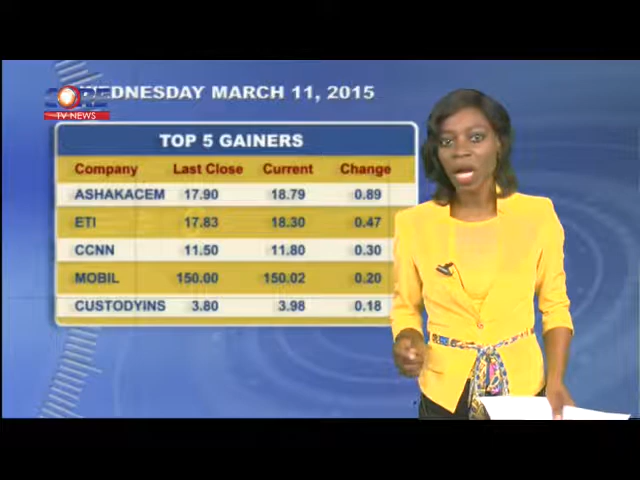 WEDNESDAY MARCH 11, 2015
CORE
TV NEWS
TOP 5 GAINERS
Company Last Close Current Change
ASHAKACEM 17.90 18.79 0.89
ETI 17.83 18.30 0.47
CCNN 11.50 11.80 0.30
MOBIL 150.00 150.02 0.20
CUSTODYINS 3.80 3.98 0.18